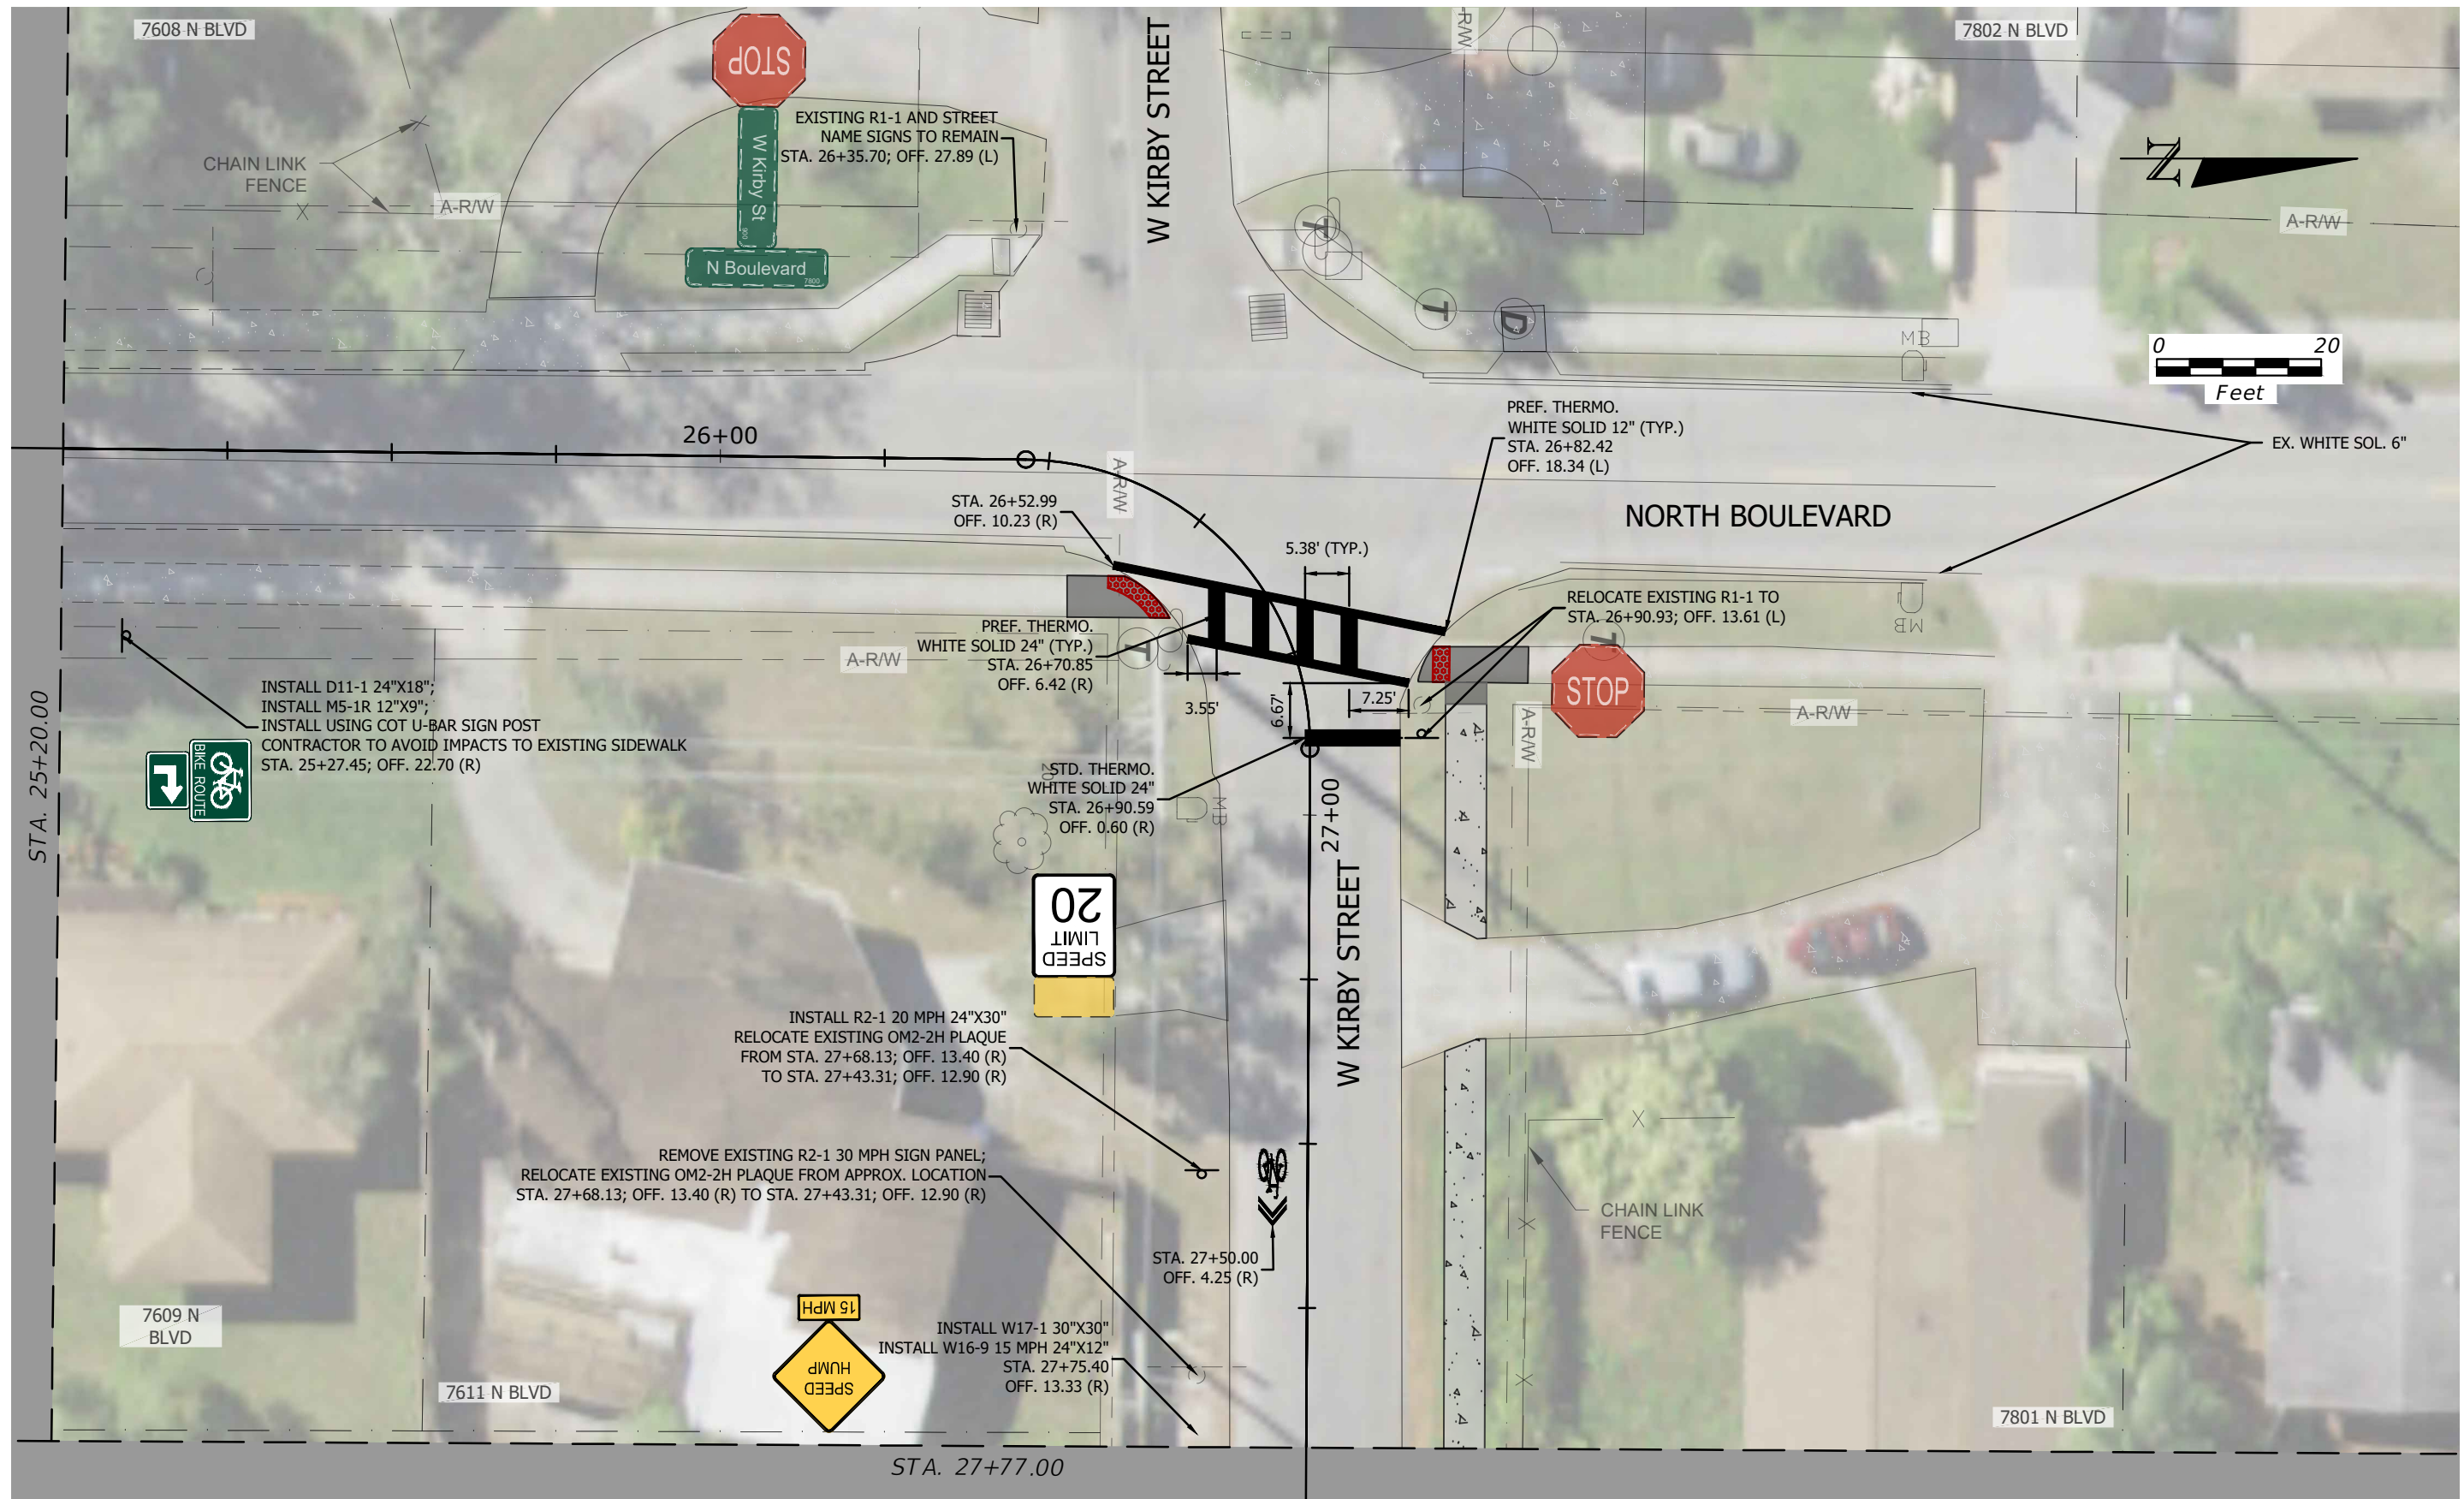 7608 N BLVD
STOP
W Kirby St
900
N Boulevard
7800
EXISTING R1-1 AND STREET
NAME SIGNS TO REMAIN
STA. 26+35.70; OFF. 27.89 (L)
CHAIN LINK
FENCE
X
X
A-R/W
W KIRBY STREET
R/W
7802 N BLVD
N
A-R/W
0 20
Feet
T
T
D
MB
26+00
A-R/W
PREF. THERMO.
WHITE SOLID 12" (TYP.)
STA. 26+82.42
OFF. 18.34 (L)
EX. WHITE SOL. 6"
STA. 26+52.99
OFF. 10.23 (R)
NORTH BOULEVARD
5.38' (TYP.)
RELOCATE EXISTING R1-1 TO
STA. 26+90.93; OFF. 13.61 (L)
MB
PREF. THERMO.
WHITE SOLID 24" (TYP.)
STA. 26+70.85
OFF. 6.42 (R)
T
T
A-R/W
STOP
A-R/W
A-R/W
3.55'
6.67'
7.25'
INSTALL D11-1 24"X18";
INSTALL M5-1R 12"X9";
INSTALL USING COT U-BAR SIGN POST
CONTRACTOR TO AVOID IMPACTS TO EXISTING SIDEWALK
STA. 25+27.45; OFF. 22.70 (R)
BIKE ROUTE
STA. 25+20.00
STD. THERMO.
WHITE SOLID 24"
STA. 26+90.59
OFF. 0.60 (R)
20
MB
27+00
W KIRBY STREET
SPEED
LIMIT
20
INSTALL R2-1 20 MPH 24"X30"
RELOCATE EXISTING OM2-2H PLAQUE
FROM STA. 27+68.13; OFF. 13.40 (R)
TO STA. 27+43.31; OFF. 12.90 (R)
REMOVE EXISTING R2-1 30 MPH SIGN PANEL;
RELOCATE EXISTING OM2-2H PLAQUE FROM APPROX. LOCATION
STA. 27+68.13; OFF. 13.40 (R) TO STA. 27+43.31; OFF. 12.90 (R)
X
CHAIN LINK
FENCE
X
X
STA. 27+50.00
OFF. 4.25 (R)
7609 N
BLVD
7611 N BLVD
SPEED
HUMP
15 MPH
INSTALL W17-1 30"X30"
INSTALL W16-9 15 MPH 24"X12"
STA. 27+75.40
OFF. 13.33 (R)
7801 N BLVD
STA. 27+77.00